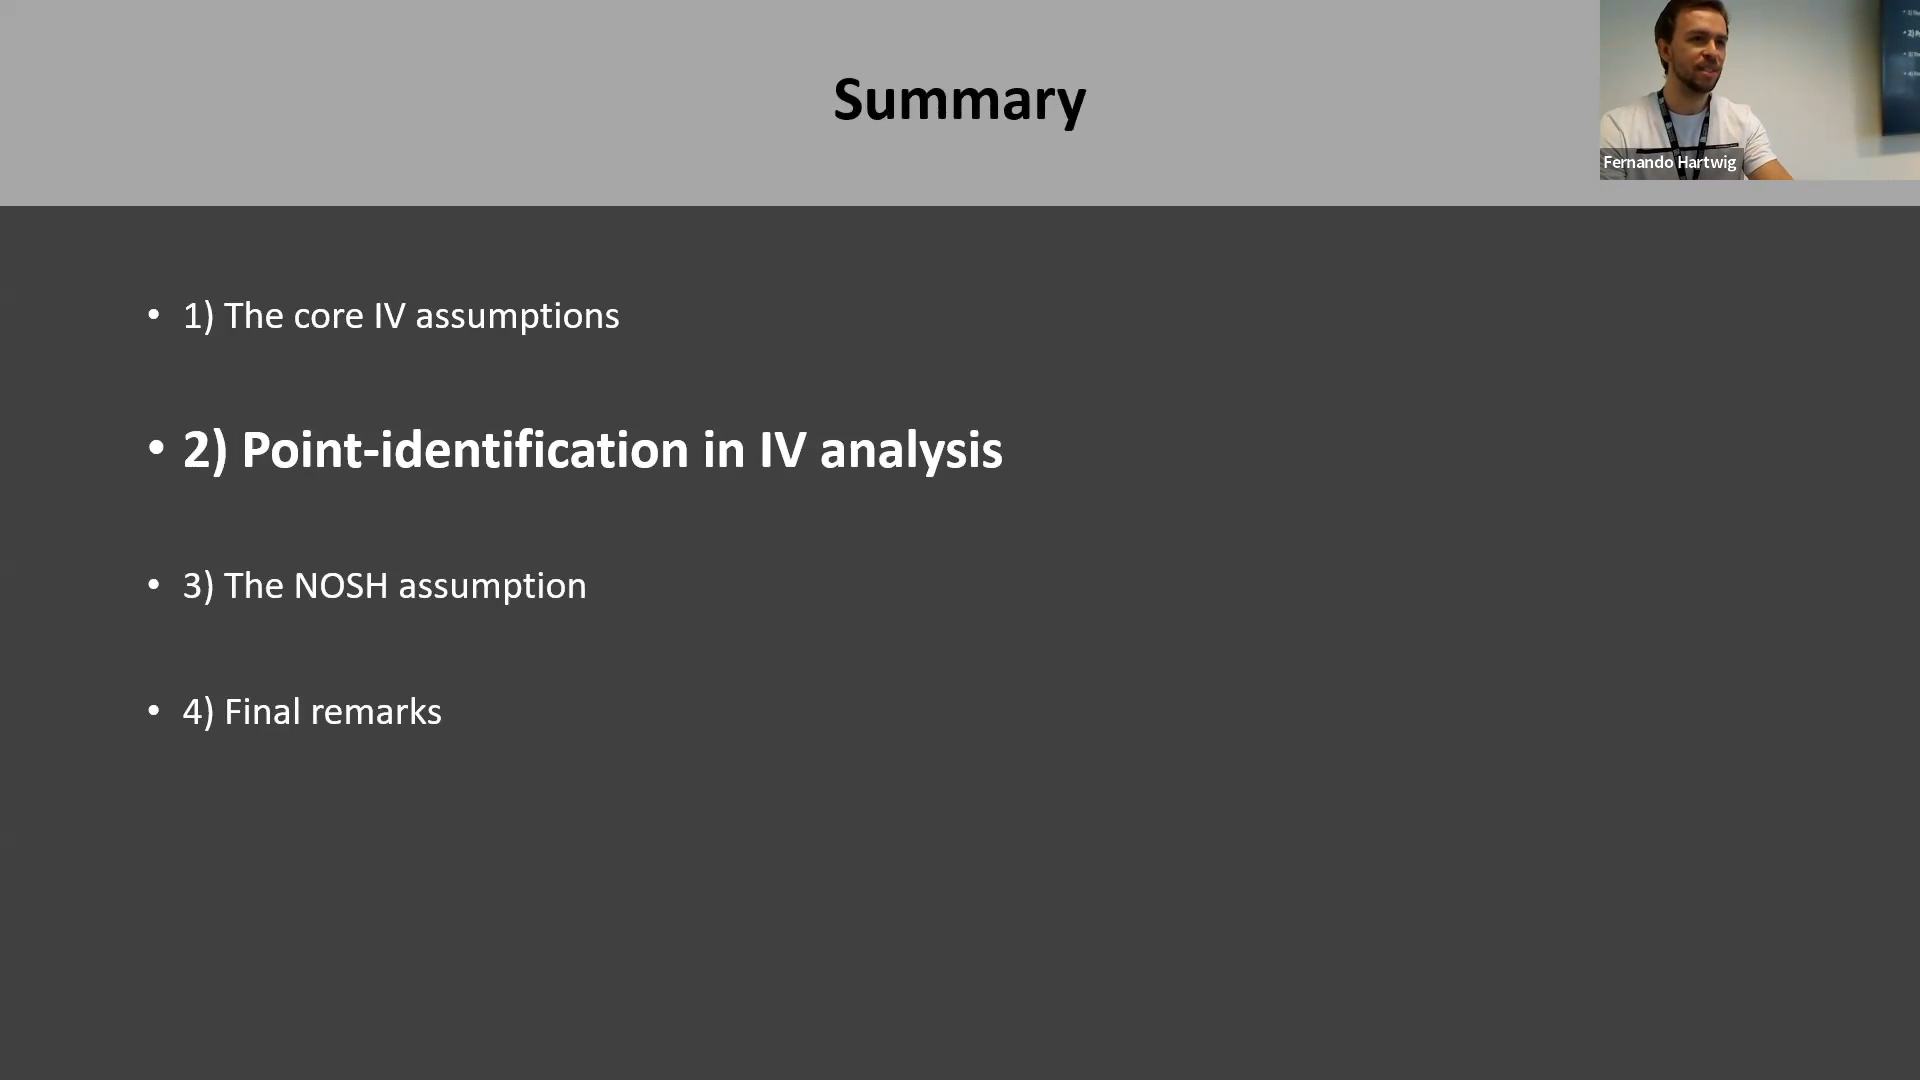 Summary
Fernando Hartwig
• 1) The core IV assumptions
• 2) Point-identification in IV analysis
• 3) The NOSH assumption
• 4) Final remarks